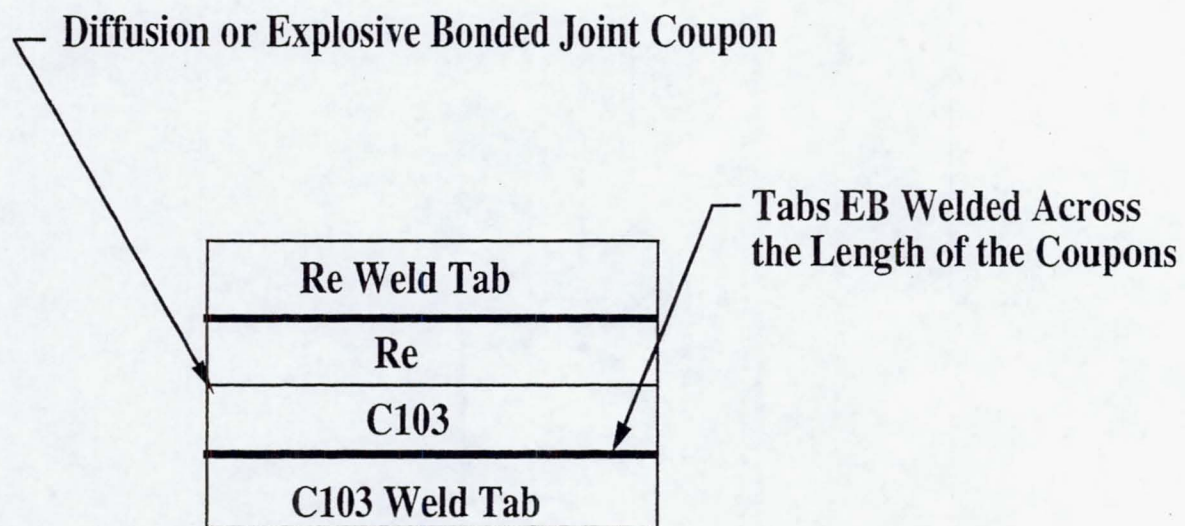 Diffusion or Explosive Bonded Joint Coupon
Tabs EB Welded Across
the Length of the Coupons
Re Weld Tab
Re
C103
C103 Weld Tab